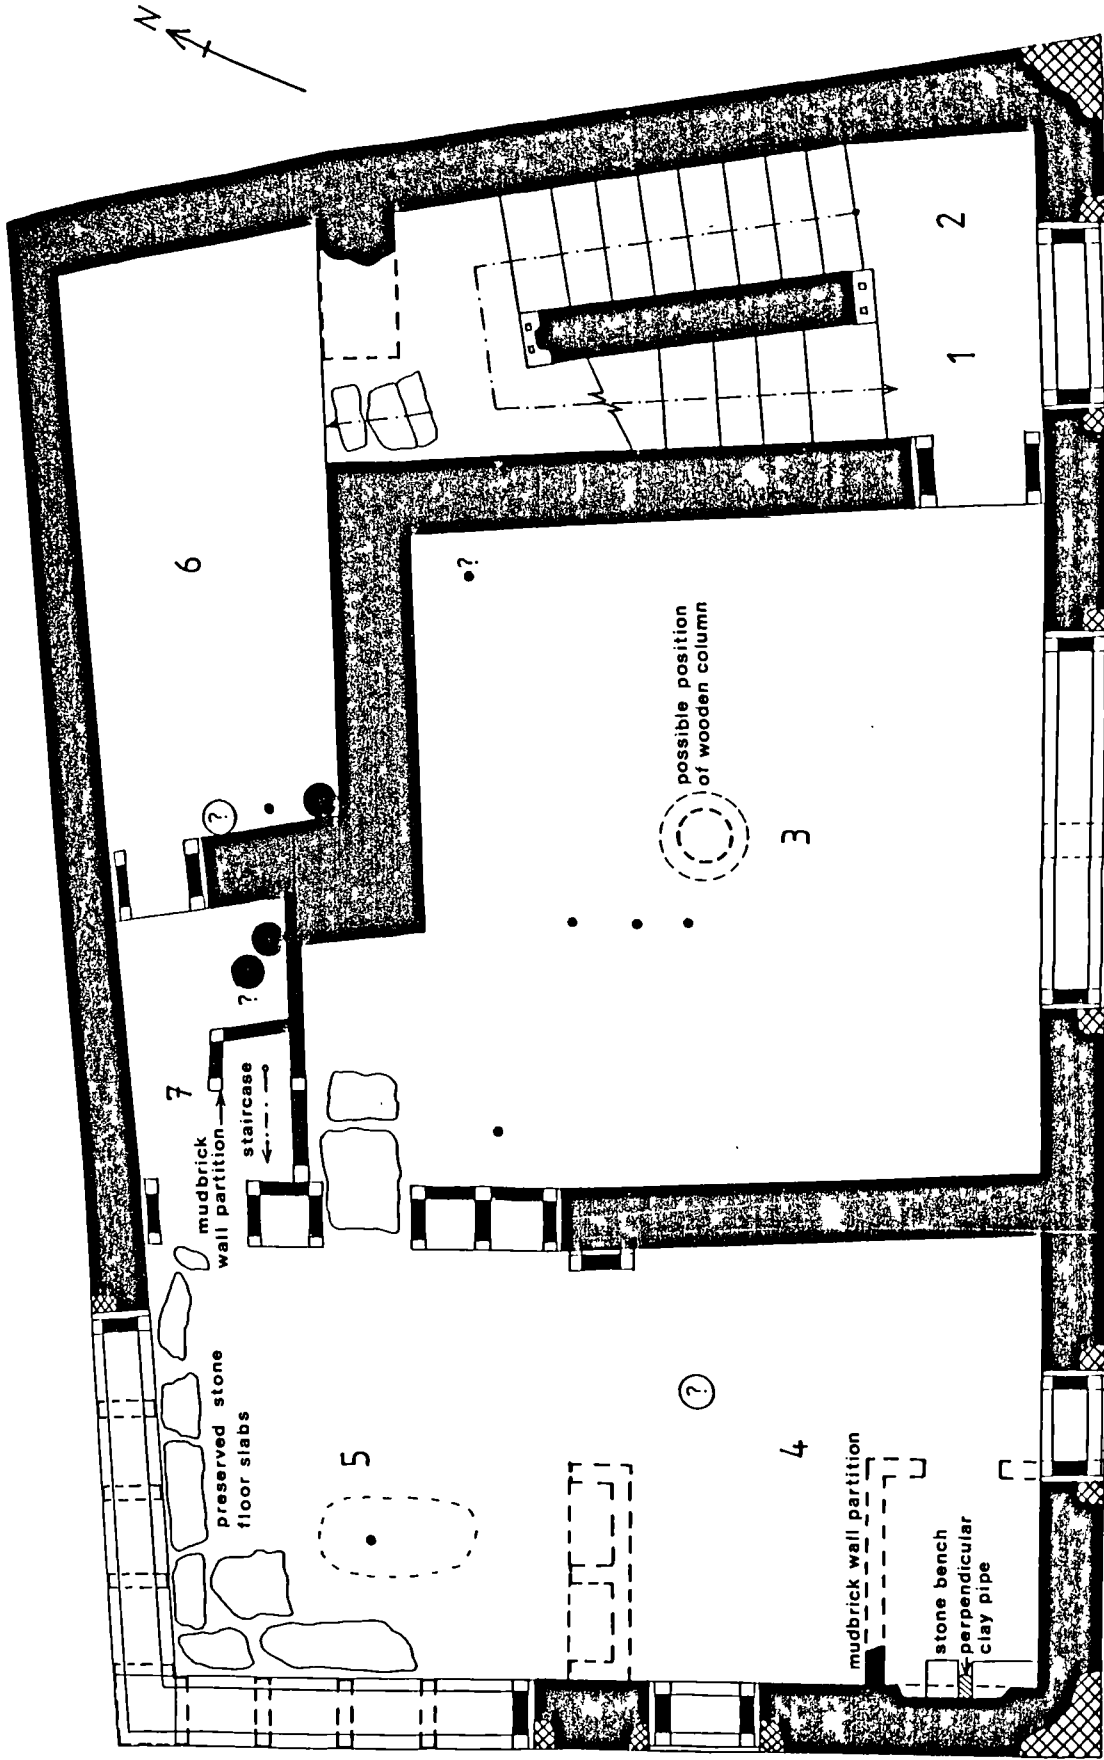 N
2
1
6
?
?
possible position
of wooden column
3
?
7
mudbrick
wall partition
staircase
preserved stone
floor slabs
5
?
4
mudbrick wall partition
stone bench
perpendicular
clay pipe